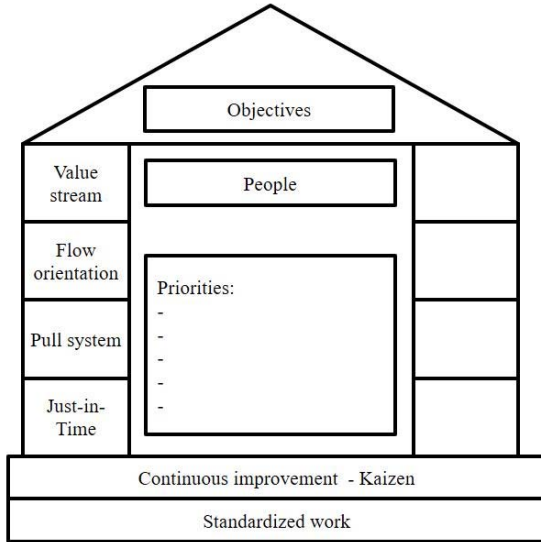 Objectives
Value
stream
People
Flow
orientation
Priorities:
-
-
-
-
-
Pull system
Just-in-
Time
Continuous improvement - Kaizen
Standardized work